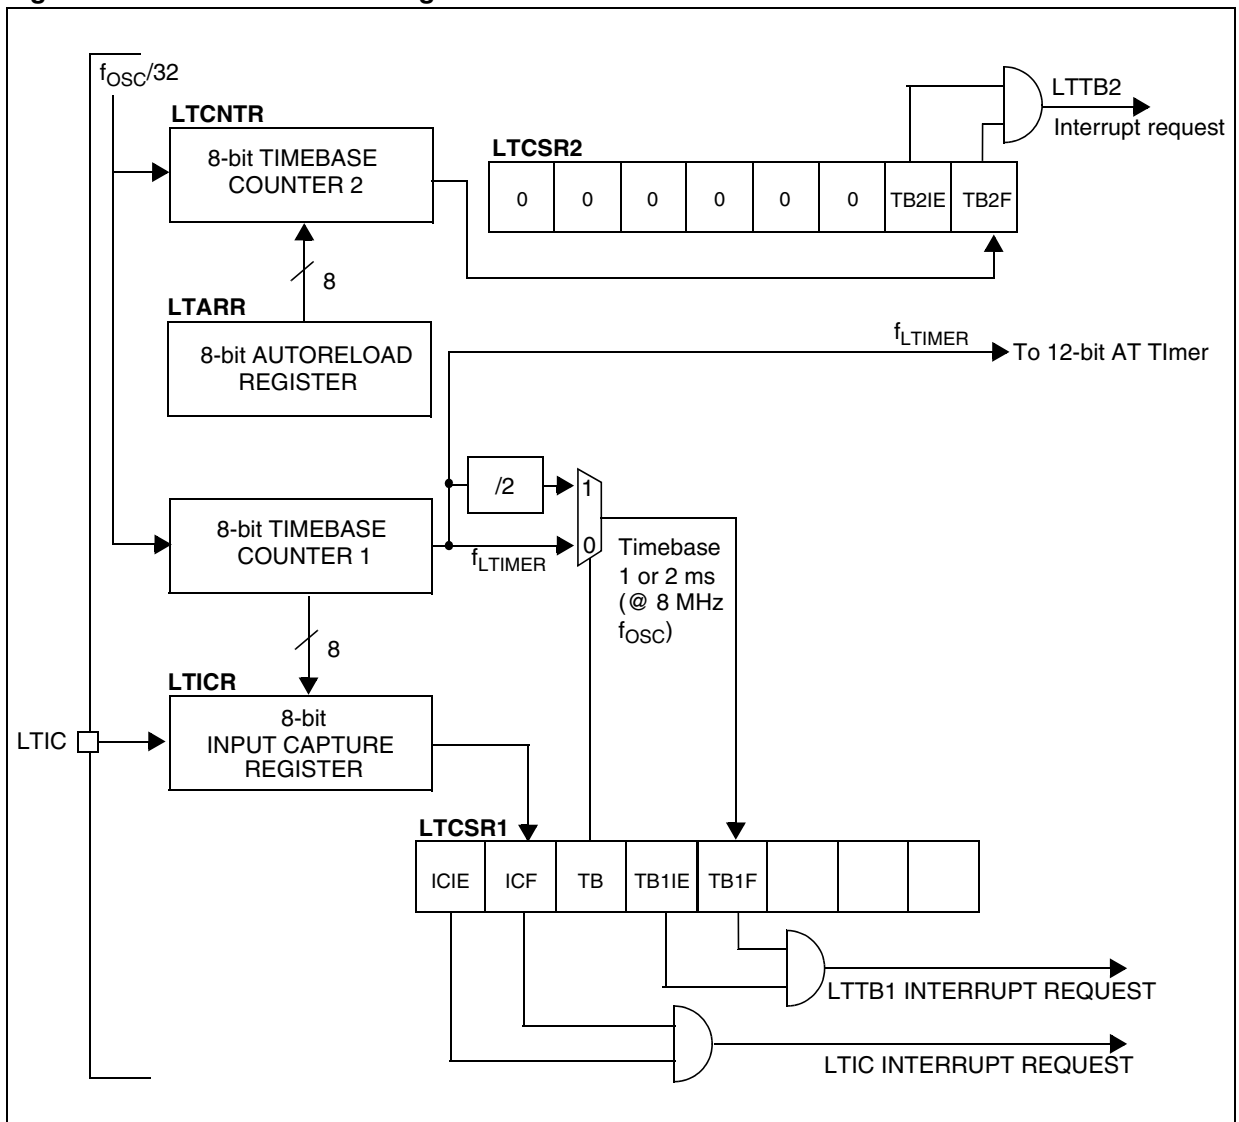 fOSC/32
LTCNTR
8-bit TIMEBASE
COUNTER 2
8
LTARR
8-bit AUTORELOAD
REGISTER
LTCSR2
0 0 0 0 0 0 TB2IE TB2F
LTTB2
Interrupt request
fLTIMER
To 12-bit AT TImer
/2
1
0
8-bit TIMEBASE
COUNTER 1
fLTIMER
Timebase
1 or 2 ms
(@ 8 MHz
fOSC)
8
LTICR
LTIC
8-bit
INPUT CAPTURE
REGISTER
LTCSR1
ICIE ICF TB TB1IE TB1F
LTTB1 INTERRUPT REQUEST
LTIC INTERRUPT REQUEST